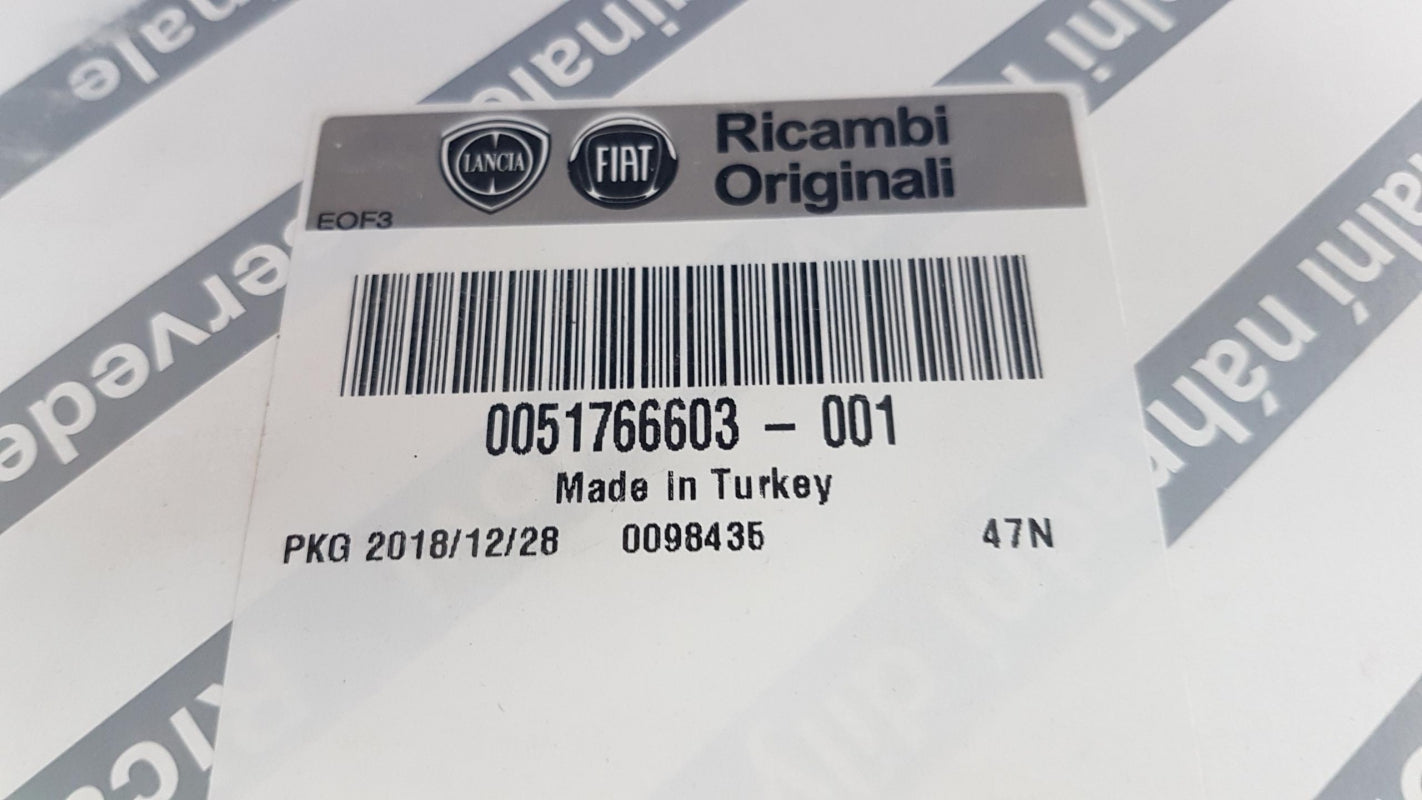 LANCIA
FIAT
Ricambi
Originali
EOF3
0051766603 - 001
Made in Turkey
PKG 2018/12/28 0098435 47N